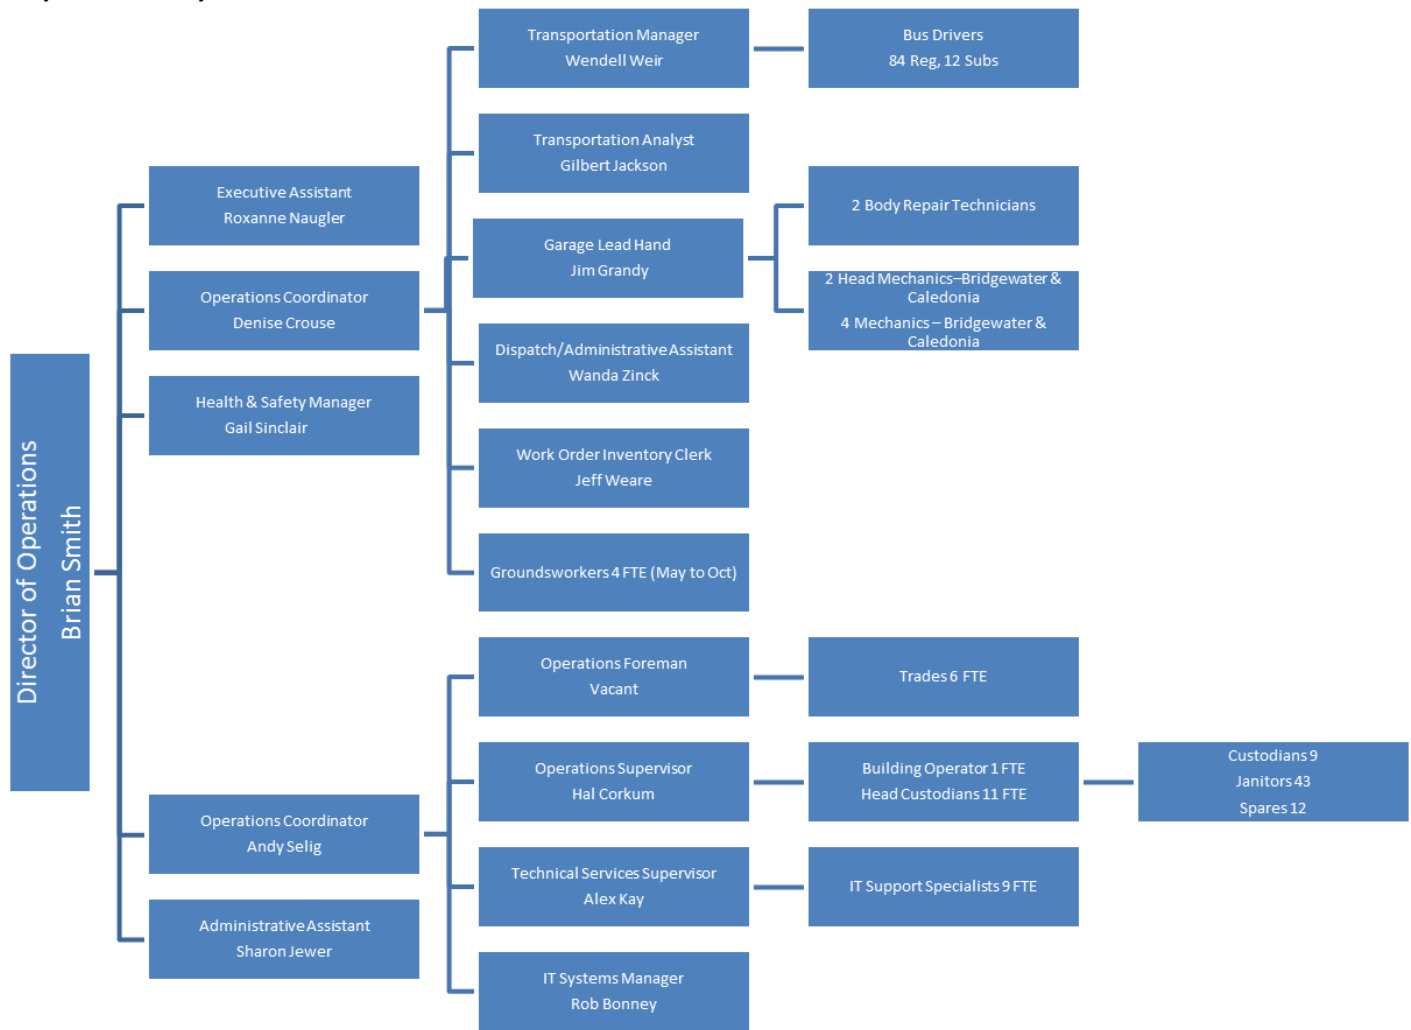 Director of Operations
Brian Smith
Executive Assistant
Roxanne Naugler
Operations Coordinator
Denise Crouse
Health & Safety Manager
Gail Sinclair
Operations Coordinator
Andy Selig
Administrative Assistant
Sharon Jewer
Transportation Manager
Wendell Weir
Transportation Analyst
Gilbert Jackson
Garage Lead Hand
Jim Grandy
Dispatch/Administrative Assistant
Wanda Zinck
Work Order Inventory Clerk
Jeff Weare
Groundsworkers 4 FTE (May to Oct)
Operations Foreman
Vacant
Operations Supervisor
Hal Corkum
Technical Services Supervisor
Alex Kay
IT Systems Manager
Rob Bonney
Bus Drivers
84 Reg, 12 Subs
2 Body Repair Technicians
2 Head Mechanics–Bridgewater &
Caledonia
4 Mechanics – Bridgewater &
Caledonia
Trades 6 FTE
Building Operator 1 FTE
Head Custodians 11 FTE
IT Support Specialists 9 FTE
Custodians 9
Janitors 43
Spares 12